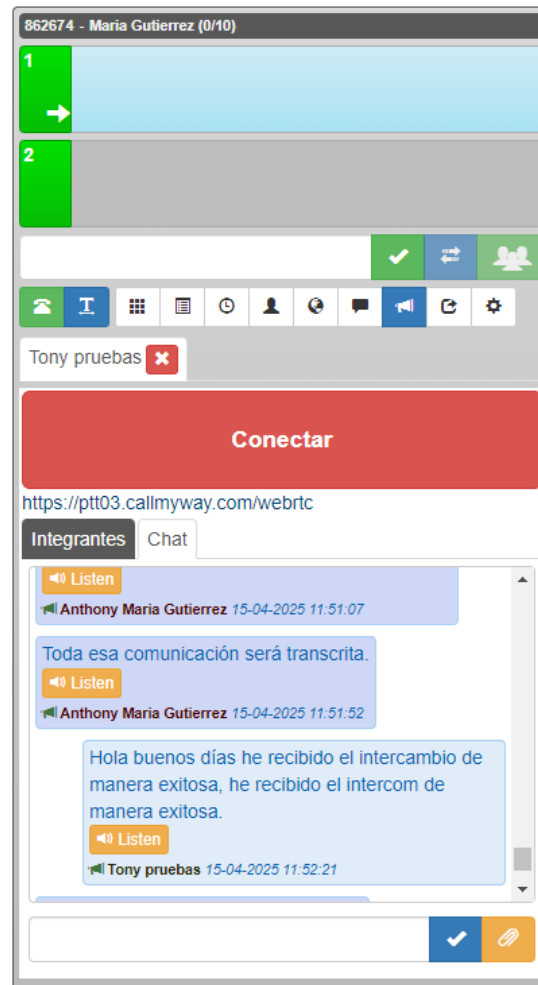 862674 - Maria Gutierrez (0/10)
1
2
T
Tony pruebas
Conectar
https://ptt03.callmyway.com/webrtc
Integrantes Chat
Listen
Anthony Maria Gutierrez 15-04-2025 11:51:07
Toda esa comunicación será transcrita.
Listen
Anthony Maria Gutierrez 15-04-2025 11:51:52
Hola buenos días he recibido el intercambio de
manera exitosa, he recibido el intercom de
manera exitosa.
Listen
Tony pruebas 15-04-2025 11:52:21